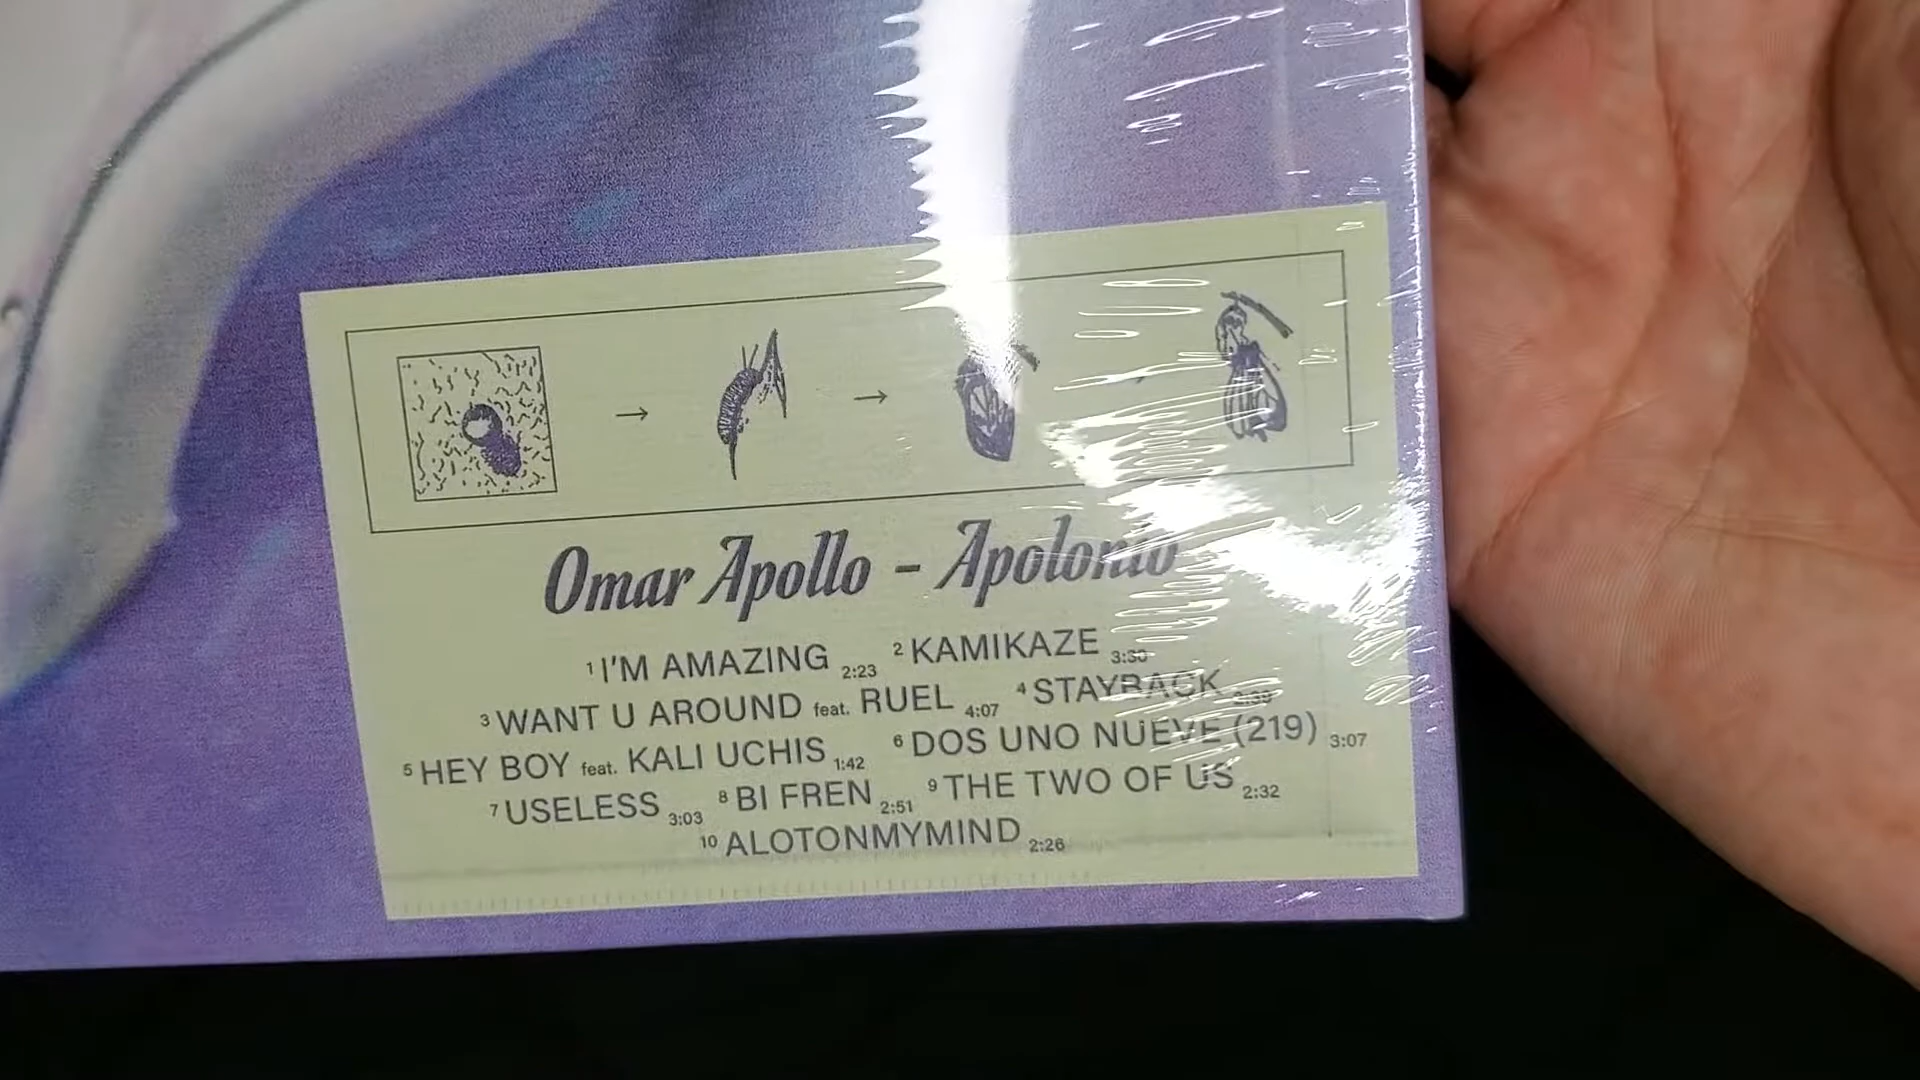 Omar Apollo - Apolonio
1 I'M AMAZING 2:23 2 KAMIKAZE 3:30
3 WANT U AROUND feat. RUEL 4:07 4 STAYBACK 2:39
5 HEY BOY feat. KALI UCHIS 1:42 6 DOS UNO NUEVE (219) 3:07
7 USELESS 3:03 8 BI FREN 2:51 9 THE TWO OF US 2:32
10 ALOTONMYMIND 2:26